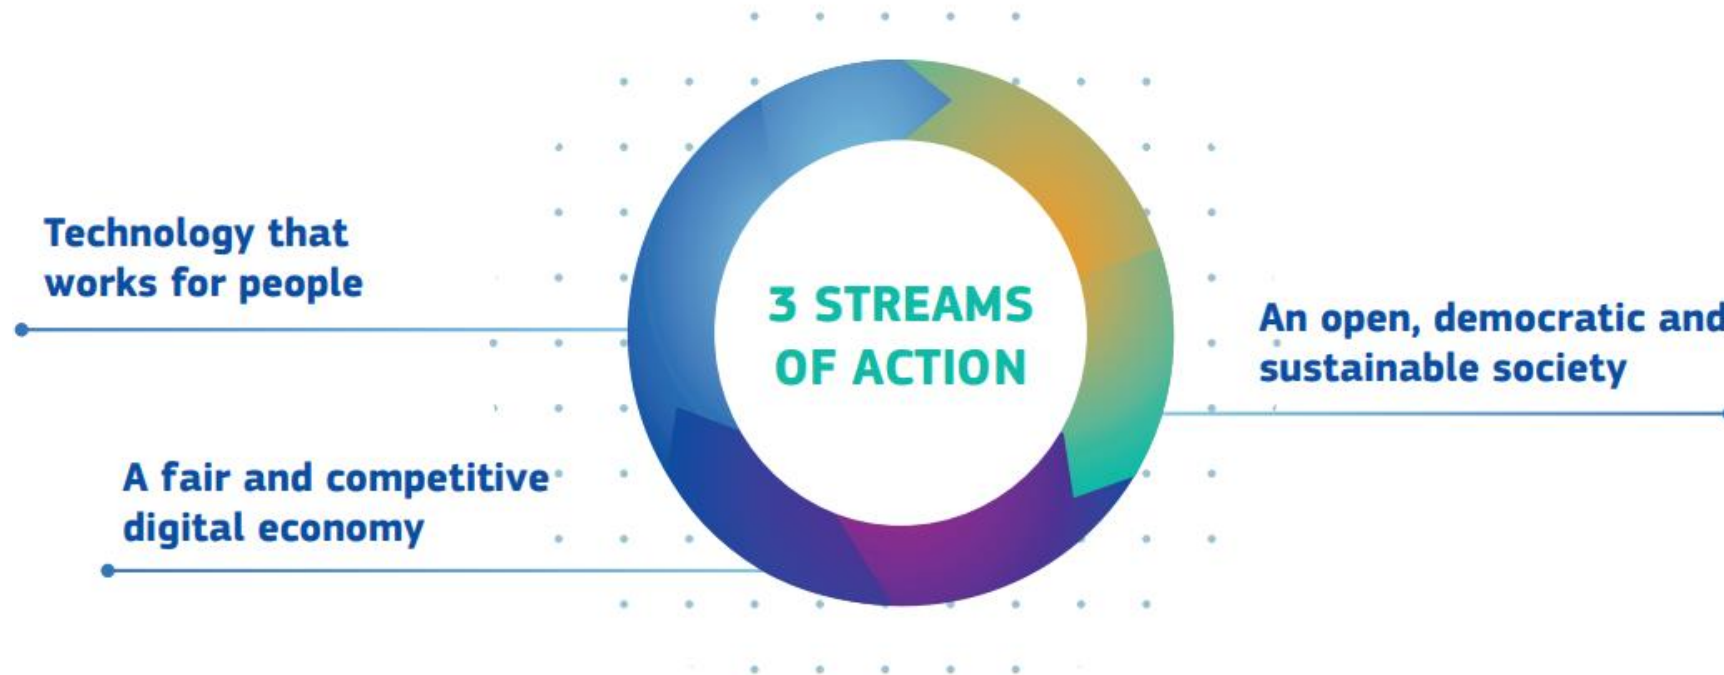 Technology that
works for people
3 STREAMS
OF ACTION
An open, democratic and
sustainable society
A fair and competitive
digital economy